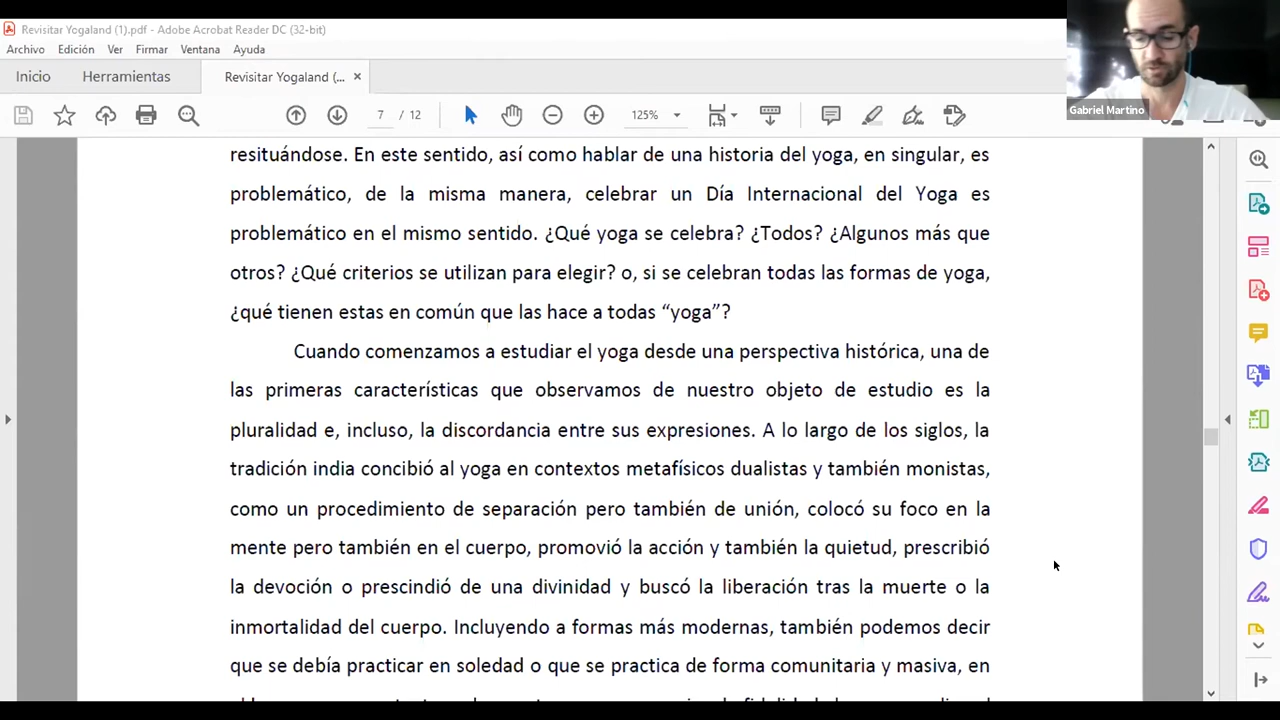 Revisitar Yogaland (1).pdf - Adobe Acrobat Reader DC (32-bit)
Archivo Edición Ver Firmar Ventana Ayuda
Inicio Herramientas Revisitar Yogaland (... ×
7 / 12 125%
Gabriel Martino
resituándose. En este sentido, así como hablar de una historia del yoga, en singular, es
problemático, de la misma manera, celebrar un Día Internacional del Yoga es
problemático en el mismo sentido. ¿Qué yoga se celebra? ¿Todos? ¿Algunos más que
otros? ¿Qué criterios se utilizan para elegir? o, si se celebran todas las formas de yoga,
¿qué tienen estas en común que las hace a todas “yoga”?
Cuando comenzamos a estudiar el yoga desde una perspectiva histórica, una de
las primeras características que observamos de nuestro objeto de estudio es la
pluralidad e, incluso, la discordancia entre sus expresiones. A lo largo de los siglos, la
tradición india concibió al yoga en contextos metafísicos dualistas y también monistas,
como un procedimiento de separación pero también de unión, colocó su foco en la
mente pero también en el cuerpo, promovió la acción y también la quietud, prescribió
la devoción o prescindió de una divinidad y buscó la liberación tras la muerte o la
inmortalidad del cuerpo. Incluyendo a formas más modernas, también podemos decir
que se debía practicar en soledad o que se practica de forma comunitaria y masiva, en